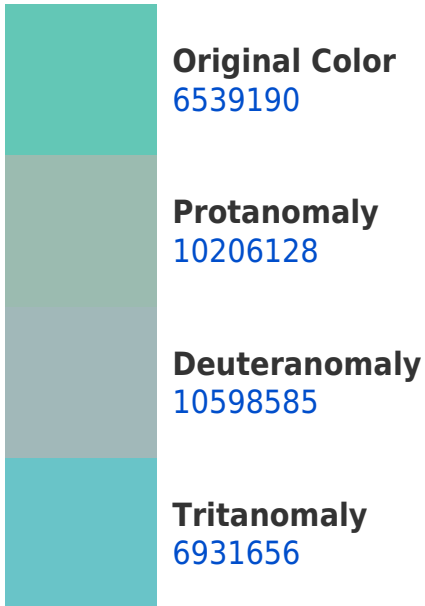 Original Color
6539190
Protanomaly
10206128
Deuteranomaly
10598585
Tritanomaly
6931656